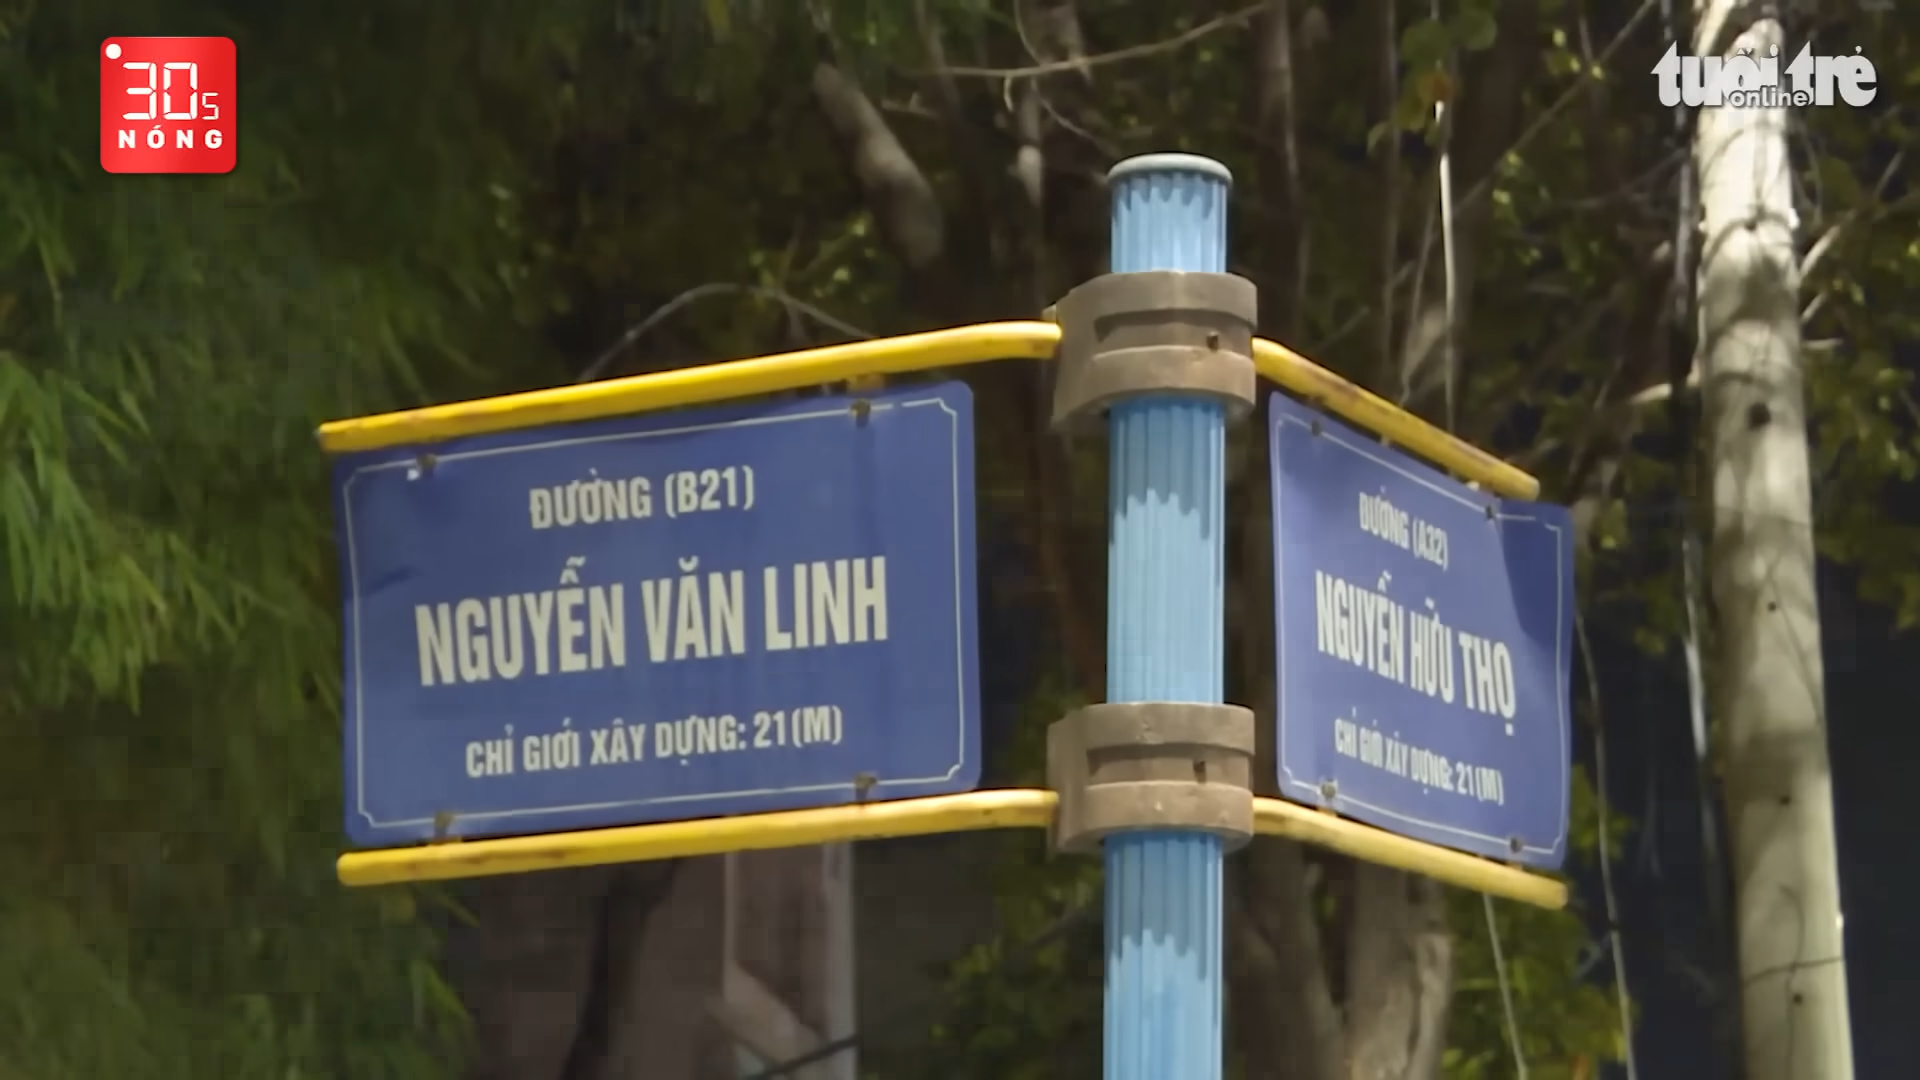 30s
NÓNG
tuổi trẻ
online
ĐƯỜNG (B21)
NGUYỄN VĂN LINH
CHỈ GIỚI XÂY DỰNG: 21(M)
ĐƯỜNG (A32)
NGUYỄN HỮU THỌ
CHỈ GIỚI XÂY DỰNG: 21(M)